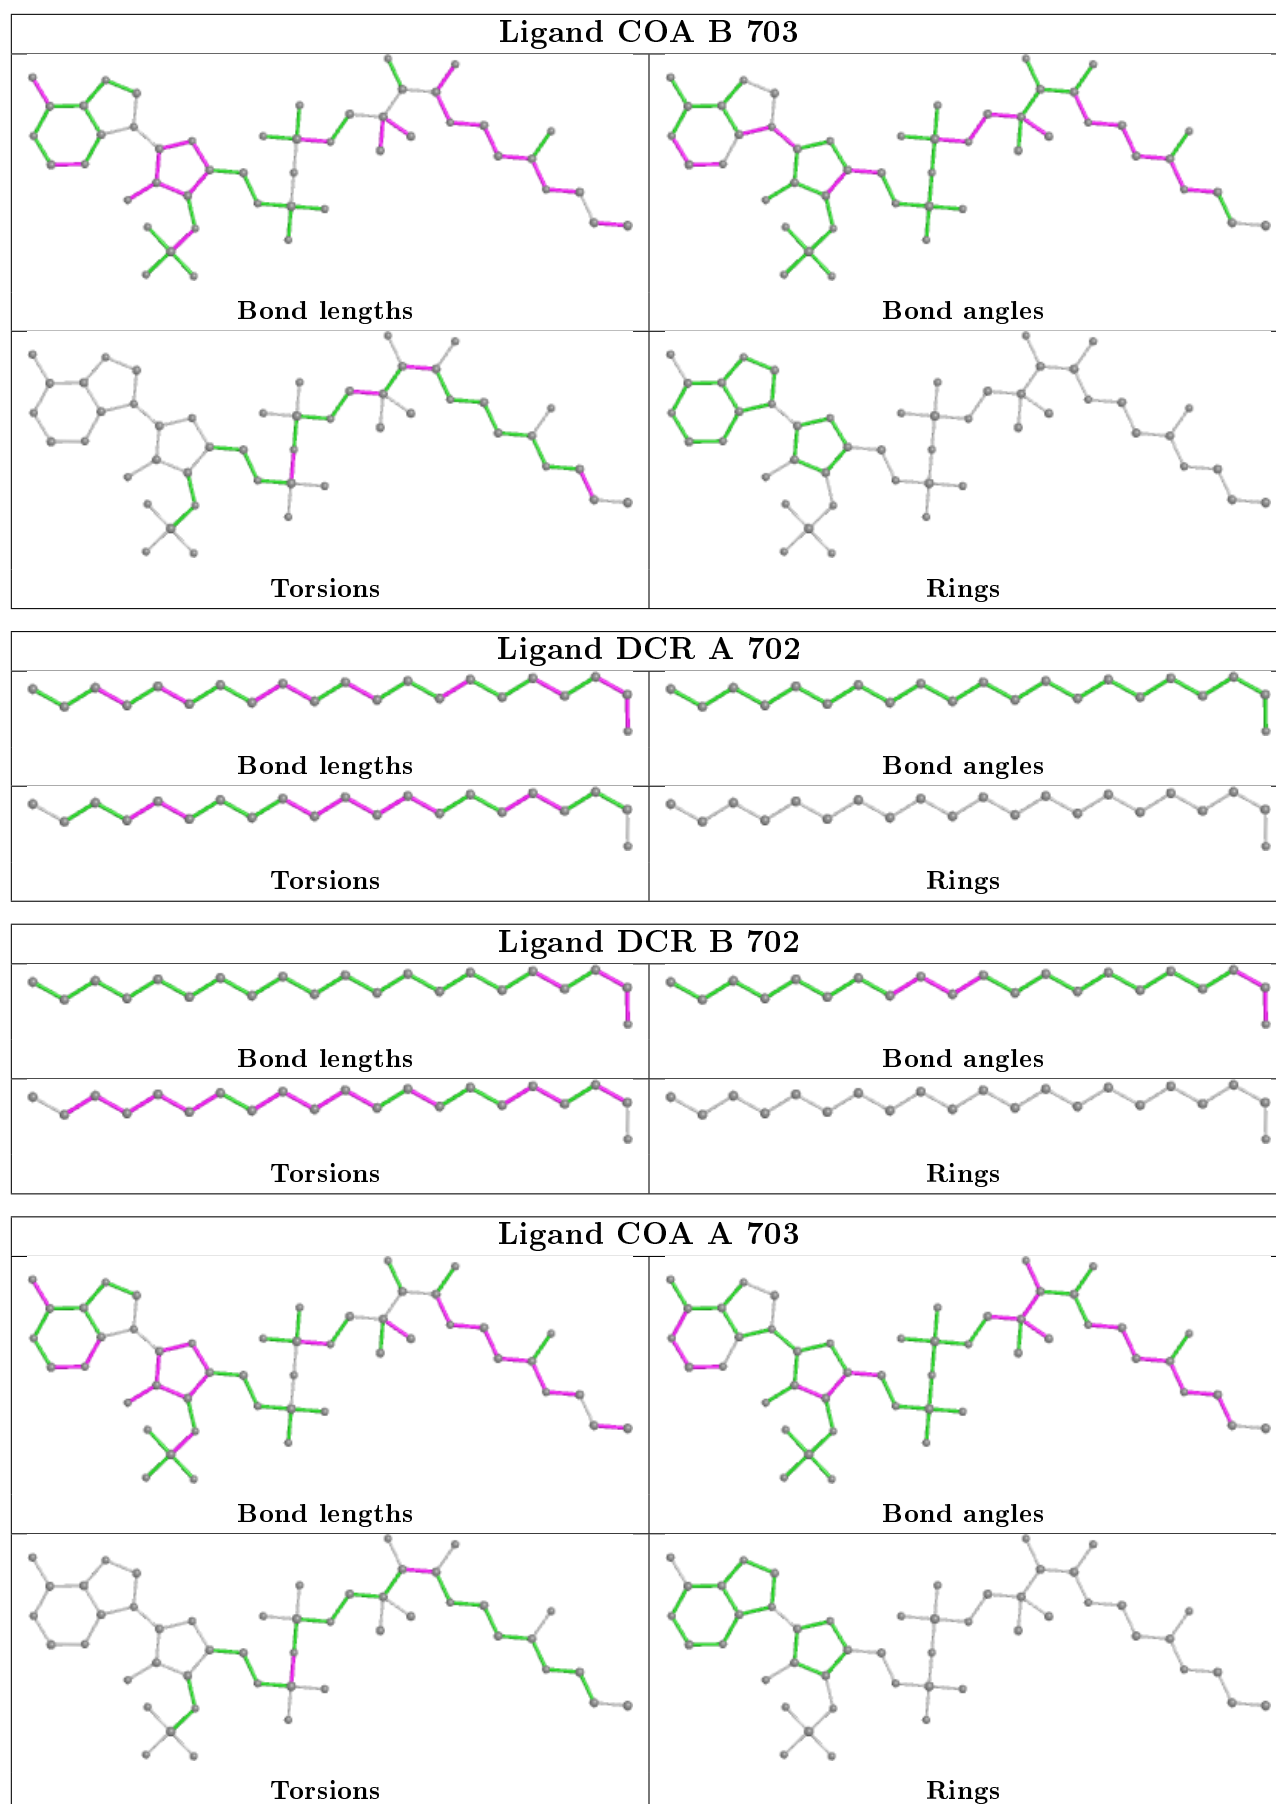 Ligand COA B 703
Bond lengths
Bond angles
Torsions
Rings
Ligand DCR A 702
Bond lengths
Bond angles
Torsions
Rings
Ligand DCR B 702
Bond lengths
Bond angles
Torsions
Rings
Ligand COA A 703
Bond lengths
Bond angles
Torsions
Rings